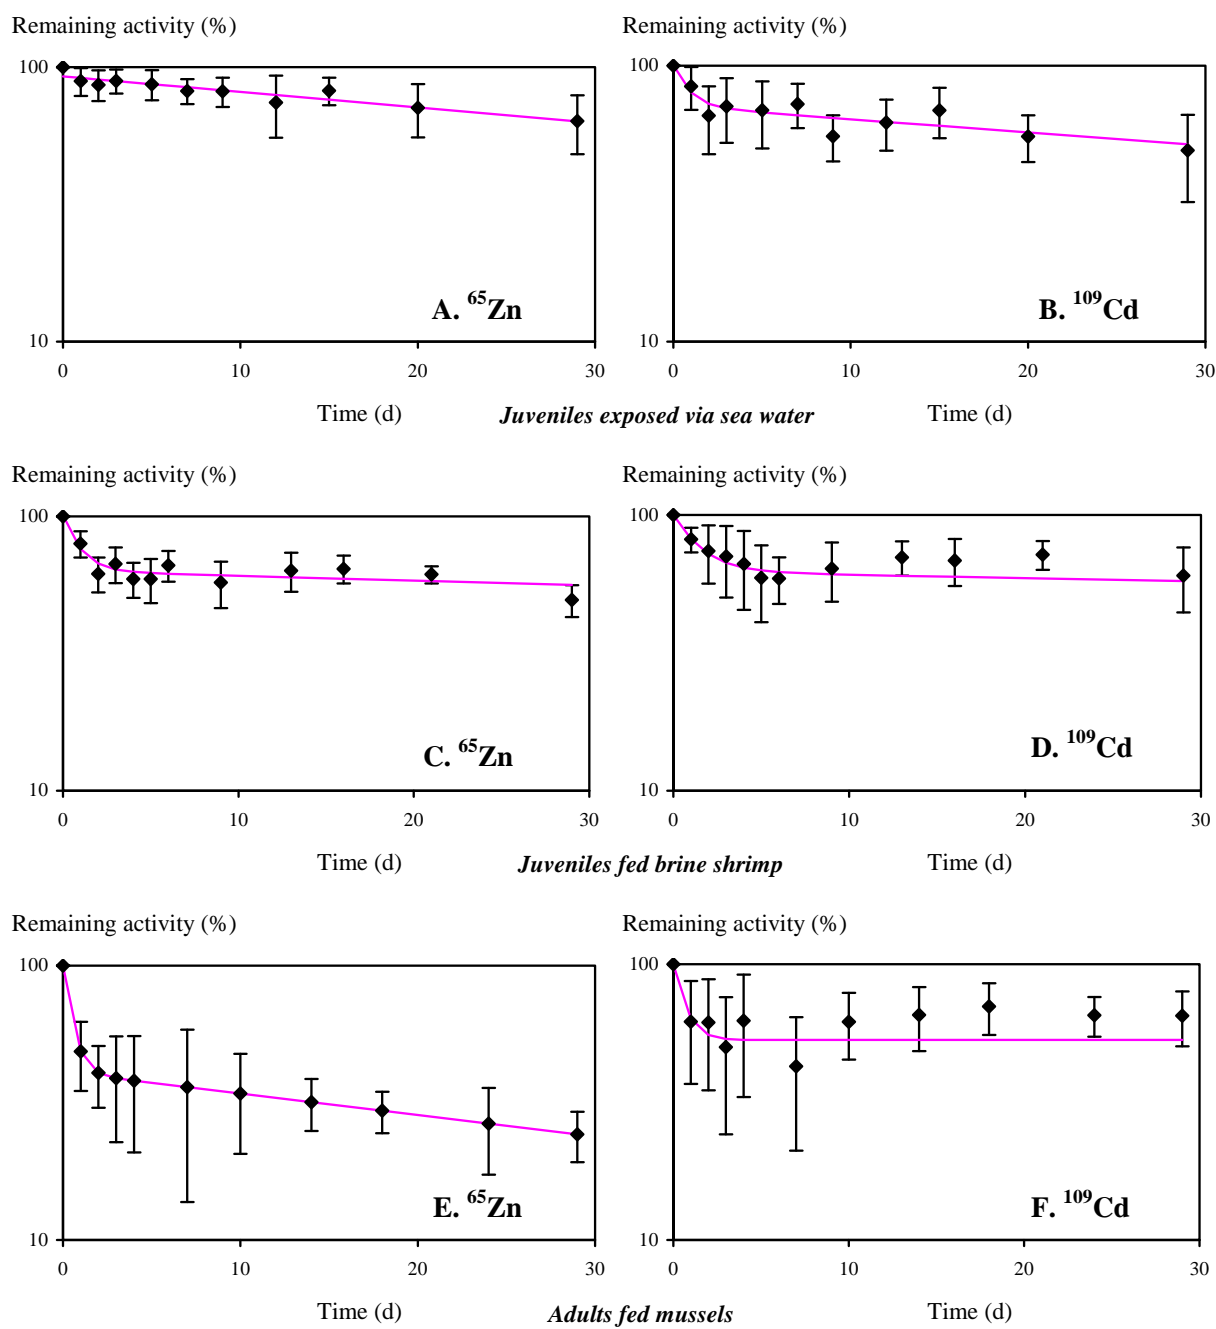 Remaining activity (%) Remaining activity (%)
100 100
A. ⁶⁵Zn B. ¹⁰⁹Cd
10 10
0 10 20 30 0 10 20 30
Time (d) Juveniles exposed via sea water Time (d)
Remaining activity (%) Remaining activity (%)
100 100
C. ⁶⁵Zn D. ¹⁰⁹Cd
10 10
0 10 20 30 0 10 20 30
Time (d) Juveniles fed brine shrimp Time (d)
Remaining activity (%) Remaining activity (%)
100 100
E. ⁶⁵Zn F. ¹⁰⁹Cd
10 10
0 10 20 30 0 10 20 30
Time (d) Adults fed mussels Time (d)